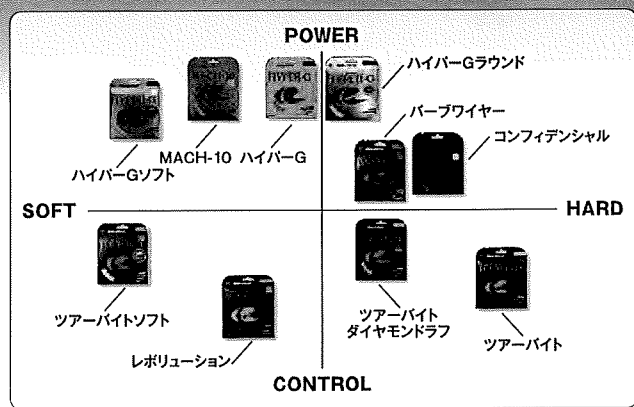 POWER
ハイパーGラウンド
バーブワイヤー
コンフィデンシャル
MACH-10 ハイパーG
ハイパーGソフト
SOFT
HARD
ツアーバイトソフト
ツアーバイト
ダイヤモンドラフ
ツアーバイト
レボリューション
CONTROL